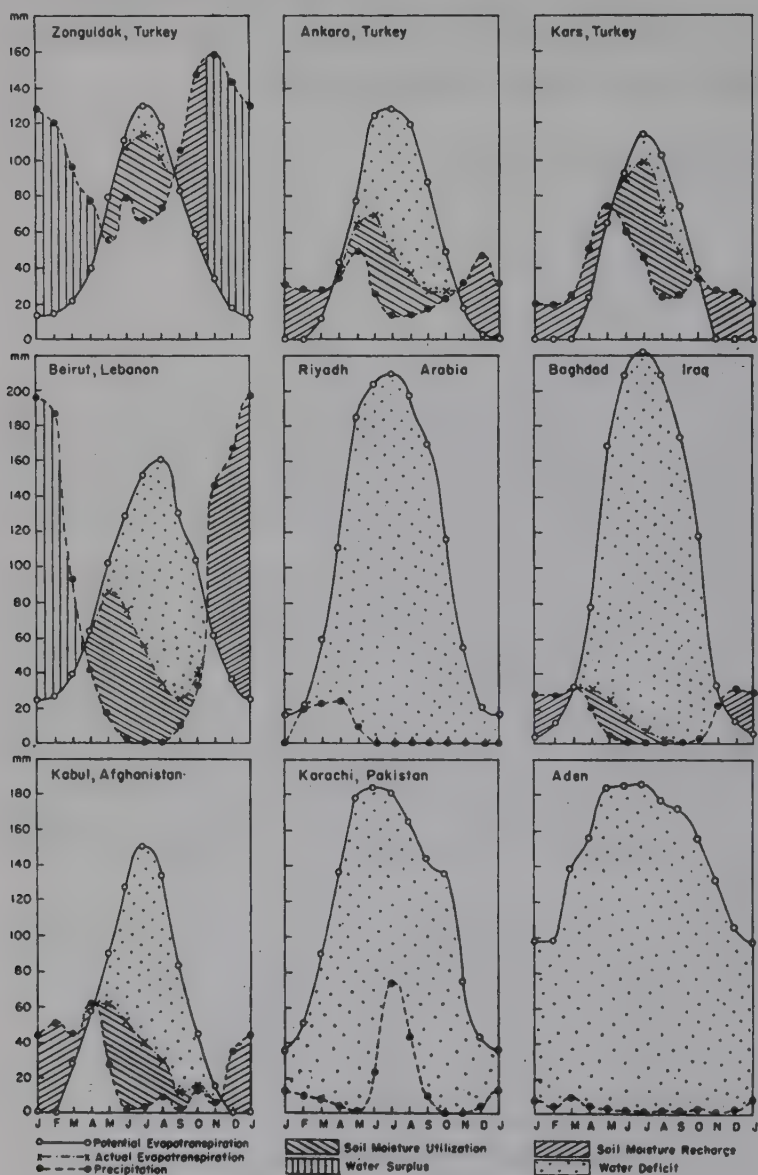 mm
Zonguldak, Turkey
Ankara, Turkey
Kars, Turkey
160
140
120
100
80
60
40
20
0
mm
Beirut, Lebanon
Riyadh Arabia
Baghdad Iraq
200
180
160
140
120
100
80
60
40
20
0
mm
Kabul, Afghanistan
Karachi, Pakistan
Aden
180
160
140
120
100
80
60
40
20
0
J F M A M J J A S O N D J
J F M A M J J A S O N D J
J F M A M J J A S O N D J
Potential Evapotranspiration
Actual Evapotranspiration
Precipitation
Soil Moisture Utilization
Water Surplus
Soil Moisture Recharge
Water Deficit